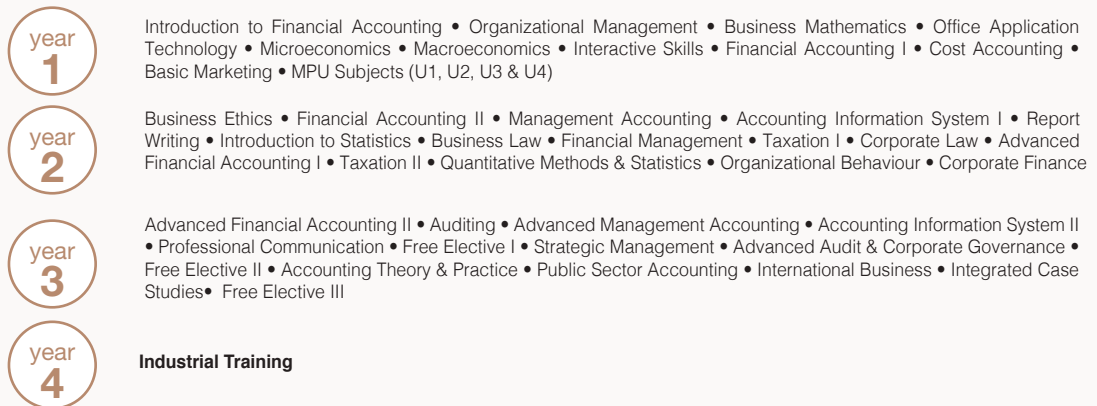 year
1
Introduction to Financial Accounting • Organizational Management • Business Mathematics • Office Application
Technology • Microeconomics • Macroeconomics • Interactive Skills • Financial Accounting I • Cost Accounting •
Basic Marketing • MPU Subjects (U1, U2, U3 & U4)
year
2
Business Ethics • Financial Accounting II • Management Accounting • Accounting Information System I • Report
Writing • Introduction to Statistics • Business Law • Financial Management • Taxation I • Corporate Law • Advanced
Financial Accounting I • Taxation II • Quantitative Methods & Statistics • Organizational Behaviour • Corporate Finance
year
3
Advanced Financial Accounting II • Auditing • Advanced Management Accounting • Accounting Information System II
• Professional Communication • Free Elective I • Strategic Management • Advanced Audit & Corporate Governance •
Free Elective II • Accounting Theory & Practice • Public Sector Accounting • International Business • Integrated Case
Studies• Free Elective III
year
4
Industrial Training